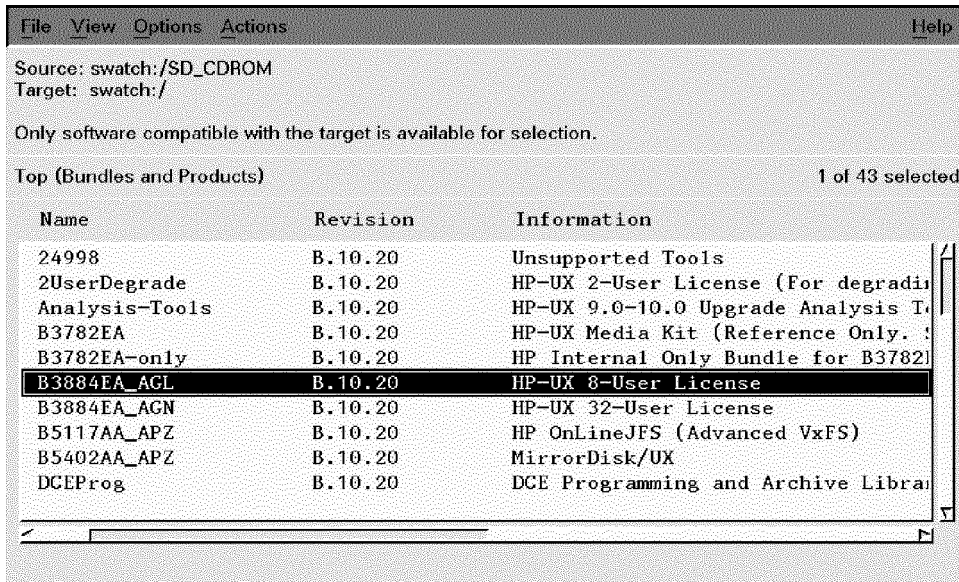 File View Options Actions Help
Source: swatch:/SD_CDROM
Target: swatch:/
Only software compatible with the target is available for selection.
Top (Bundles and Products) 1 of 43 selected
Name Revision Information
24998 B.10.20 Unsupported Tools
2UserDegrade B.10.20 HP-UX 2-User License (For degradi
Analysis-Tools B.10.20 HP-UX 9.0-10.0 Upgrade Analysis T
B3782EA B.10.20 HP-UX Media Kit (Reference Only.
B3782EA-only B.10.20 HP Internal Only Bundle for B3782
B3884EA_AGL B.10.20 HP-UX 8-User License
B3884EA_AGN B.10.20 HP-UX 32-User License
B5117AA_APZ B.10.20 HP OnLineJFS (Advanced VxFS)
B5402AA_APZ B.10.20 MirrorDisk/UX
DCEProg B.10.20 DCE Programming and Archive Libra